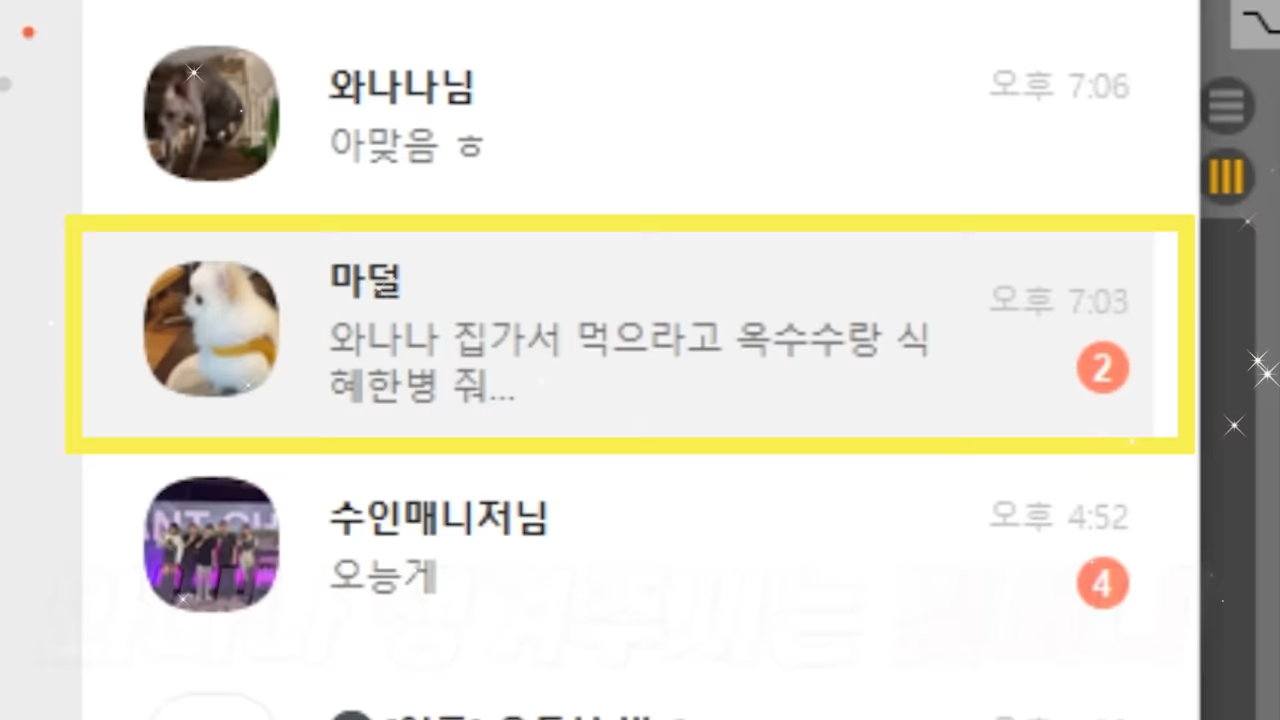 와나나님
오후 7:06
아맞음 ㅎ
마덜
오후 7:03
와나나 집가서 먹으라고 옥수수랑 식
혜한병 줘...
2
수인매니저님
오후 4:52
오능게
4